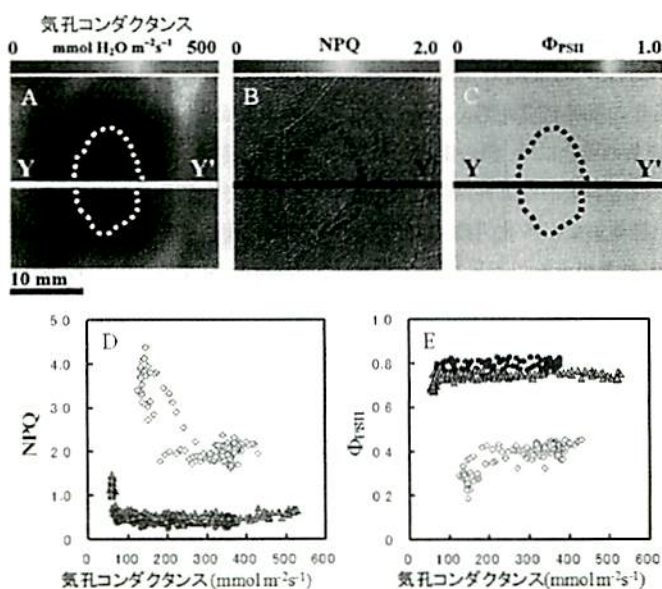 気孔コンダクタンス
0 mmol H₂O m⁻²s⁻¹ 500
0 NPQ 2.0
0 ΦPSII 1.0
A
B
C
Y Y'
Y Y'
10 mm
D
5.0
4.0
3.0
2.0
1.0
0
NPQ
0 100 200 300 400 500 600
気孔コンダクタンス(mmol m⁻²s⁻¹)
E
1.0
0.8
0.6
0.4
0.2
0
ΦPSII
0 100 200 300 400 500 600
気孔コンダクタンス(mmol m⁻²s⁻¹)